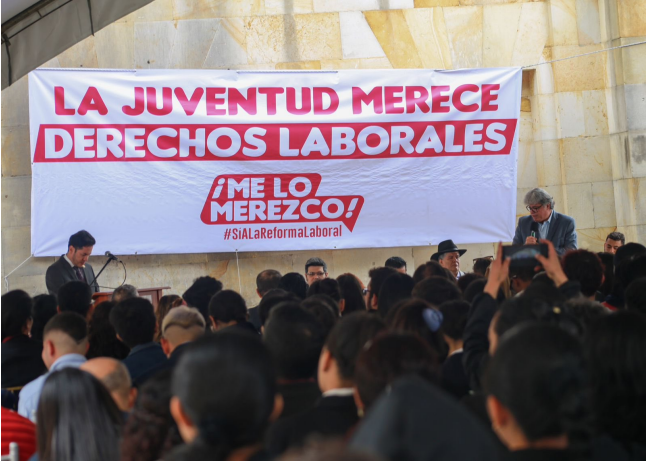 LA JUVENTUD MERECE
DERECHOS LABORALES
¡ME LO
MEREZCO!
#SíALaReformaLaboral